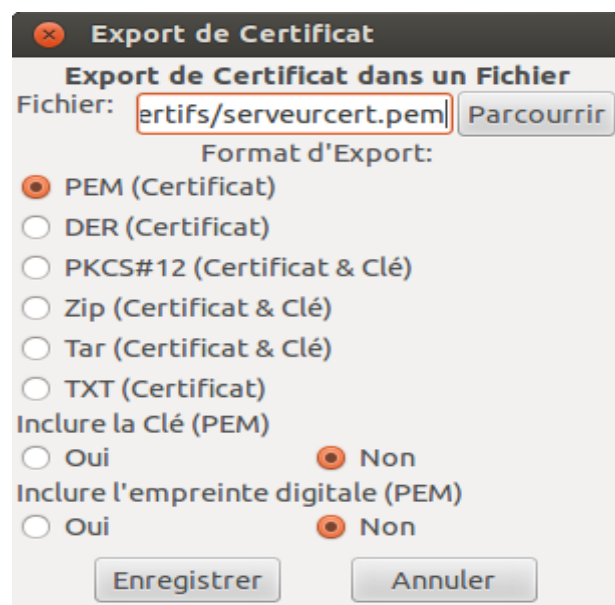 Export de Certificat
Export de Certificat dans un Fichier
Fichier: ertifs/serveurcert.pem Parcourrir
Format d'Export:
PEM (Certificat)
DER (Certificat)
PKCS#12 (Certificat & Clé)
Zip (Certificat & Clé)
Tar (Certificat & Clé)
TXT (Certificat)
Inclure la Clé (PEM)
Oui Non
Inclure l'empreinte digitale (PEM)
Oui Non
Enregistrer Annuler